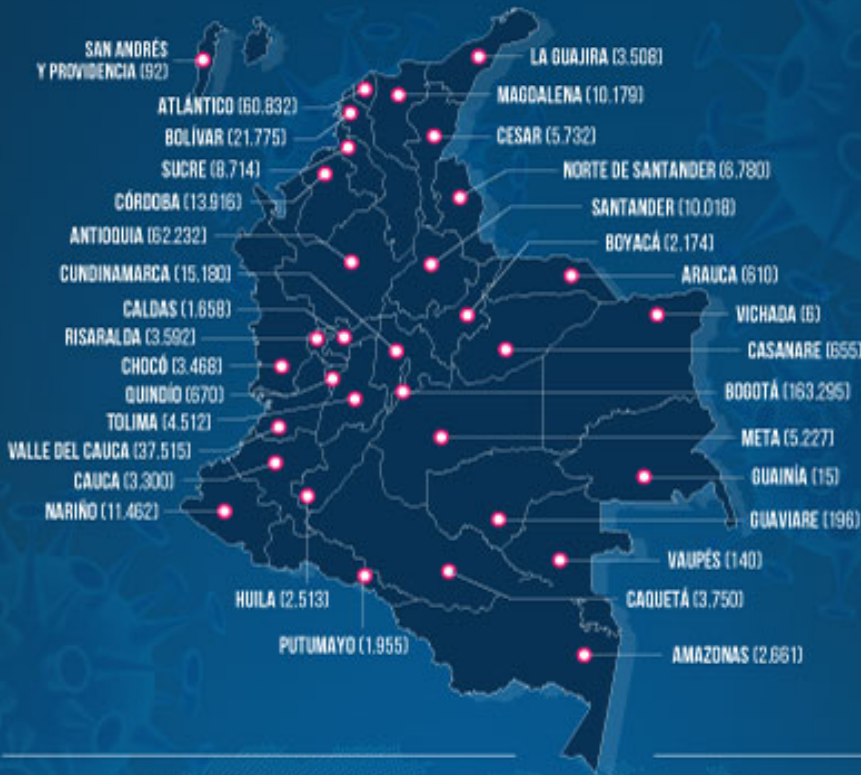 SAN ANDRÉS
Y PROVIDENCIA (92)
ATLÁNTICO (60.832)
BOLÍVAR (21.775)
SUCRE (8.714)
CÓRDOBA (13.916)
ANTIOQUIA (62.232)
CUNDINAMARCA (15.180)
CALDAS (1.658)
RISARALDA (3.592)
CHOCÓ (3.468)
QUINDÍO (670)
TOLIMA (4.512)
VALLE DEL CAUCA (37.515)
CAUCA (3.300)
NARIÑO (11.462)
HUILA (2.513)
PUTUMAYO (1.955)
LA GUAJIRA (3.508)
MAGDALENA (10.179)
CESAR (5.732)
NORTE DE SANTANDER (6.780)
SANTANDER (10.018)
BOYACÁ (2.174)
ARAUCA (610)
VICHADA (6)
CASANARE (655)
BOGOTÁ (163.295)
META (5.227)
GUAINÍA (15)
GUAVIARE (196)
VAUPÉS (140)
CAQUETÁ (3.750)
AMAZONAS (2.661)